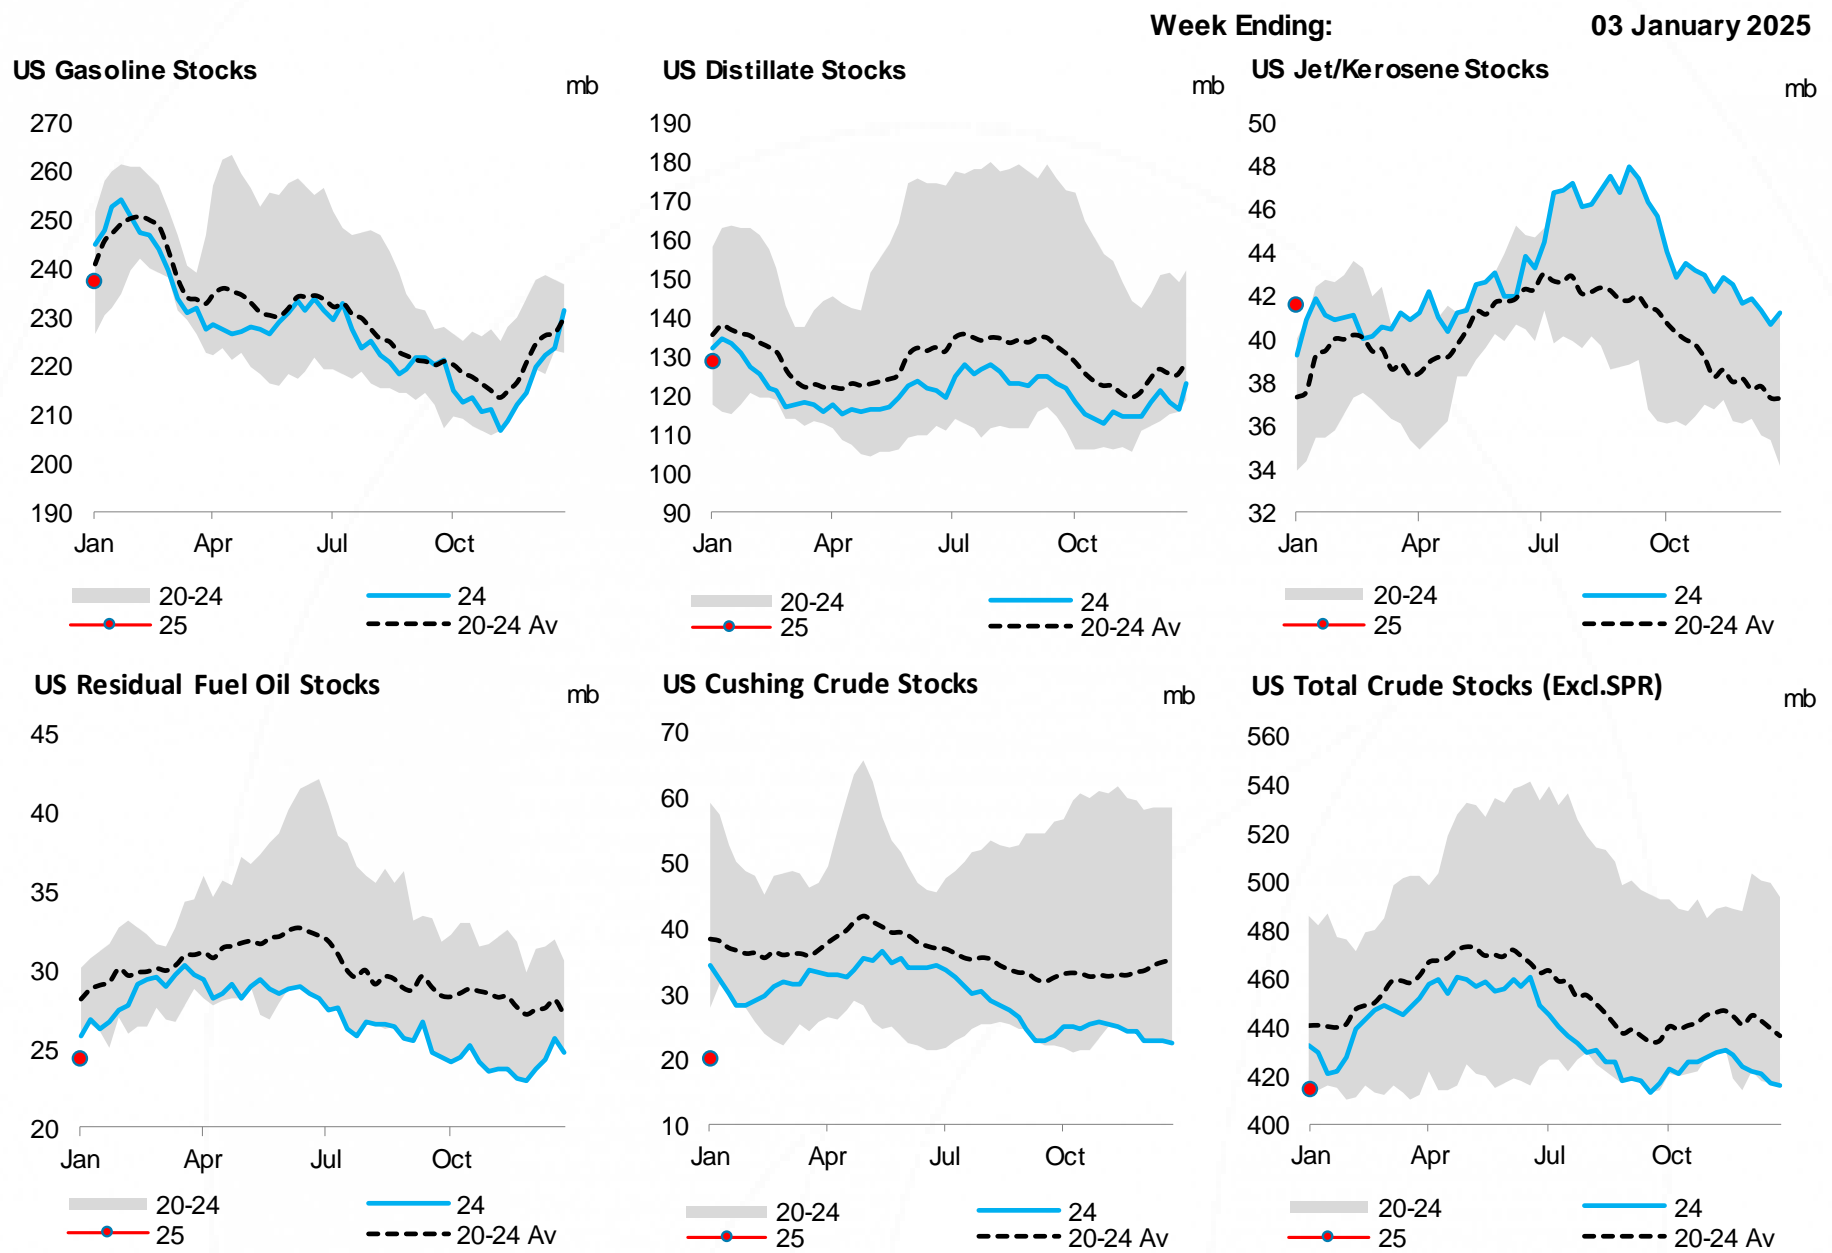 Week Ending: 03 January 2025
US Gasoline Stocks
mb
270
260
250
240
230
220
210
200
190
Jan Apr Jul Oct
20-24 24
25 20-24 Av
US Distillate Stocks
mb
190
180
170
160
150
140
130
120
110
100
90
Jan Apr Jul Oct
20-24 24
25 20-24 Av
US Jet/Kerosene Stocks
mb
50
48
46
44
42
40
38
36
34
32
Jan Apr Jul Oct
20-24 24
25 20-24 Av
US Residual Fuel Oil Stocks
mb
45
40
35
30
25
20
Jan Apr Jul Oct
20-24 24
25 20-24 Av
US Cushing Crude Stocks
mb
70
60
50
40
30
20
10
Jan Apr Jul Oct
20-24 24
25 20-24 Av
US Total Crude Stocks (Excl.SPR)
mb
560
540
520
500
480
460
440
420
400
Jan Apr Jul Oct
20-24 24
25 20-24 Av